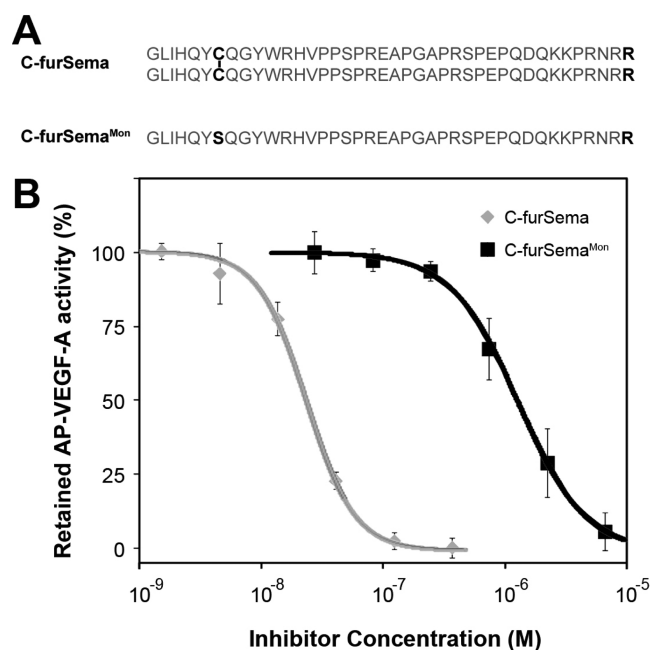 A
C-furSema
GLIHQYCQGYWRHVPPSPREAPGAPRSPEPQDQKKPRNRR
GLIHQYCQGYWRHVPPSPREAPGAPRSPEPQDQKKPRNRR
C-furSemaᴹᵒⁿ GLIHQYSQGYWRHVPPSPREAPGAPRSPEPQDQKKPRNRR
B
Retained AP-VEGF-A activity (%)
100
75
50
25
0
C-furSema
C-furSemaᴹᵒⁿ
10⁻⁹ 10⁻⁸ 10⁻⁷ 10⁻⁶ 10⁻⁵
Inhibitor Concentration (M)